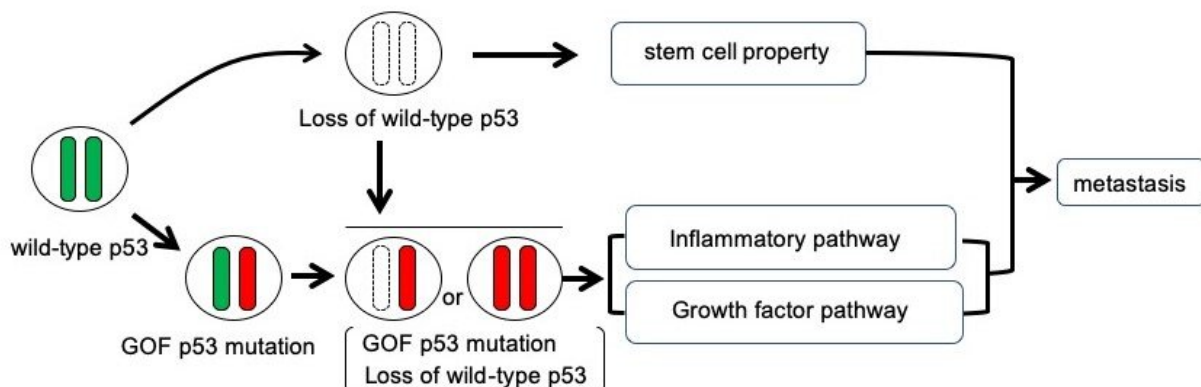 stem cell property
Loss of wild-type p53
metastasis
wild-type p53
Inflammatory pathway
or
Growth factor pathway
GOF p53 mutation
GOF p53 mutation
Loss of wild-type p53